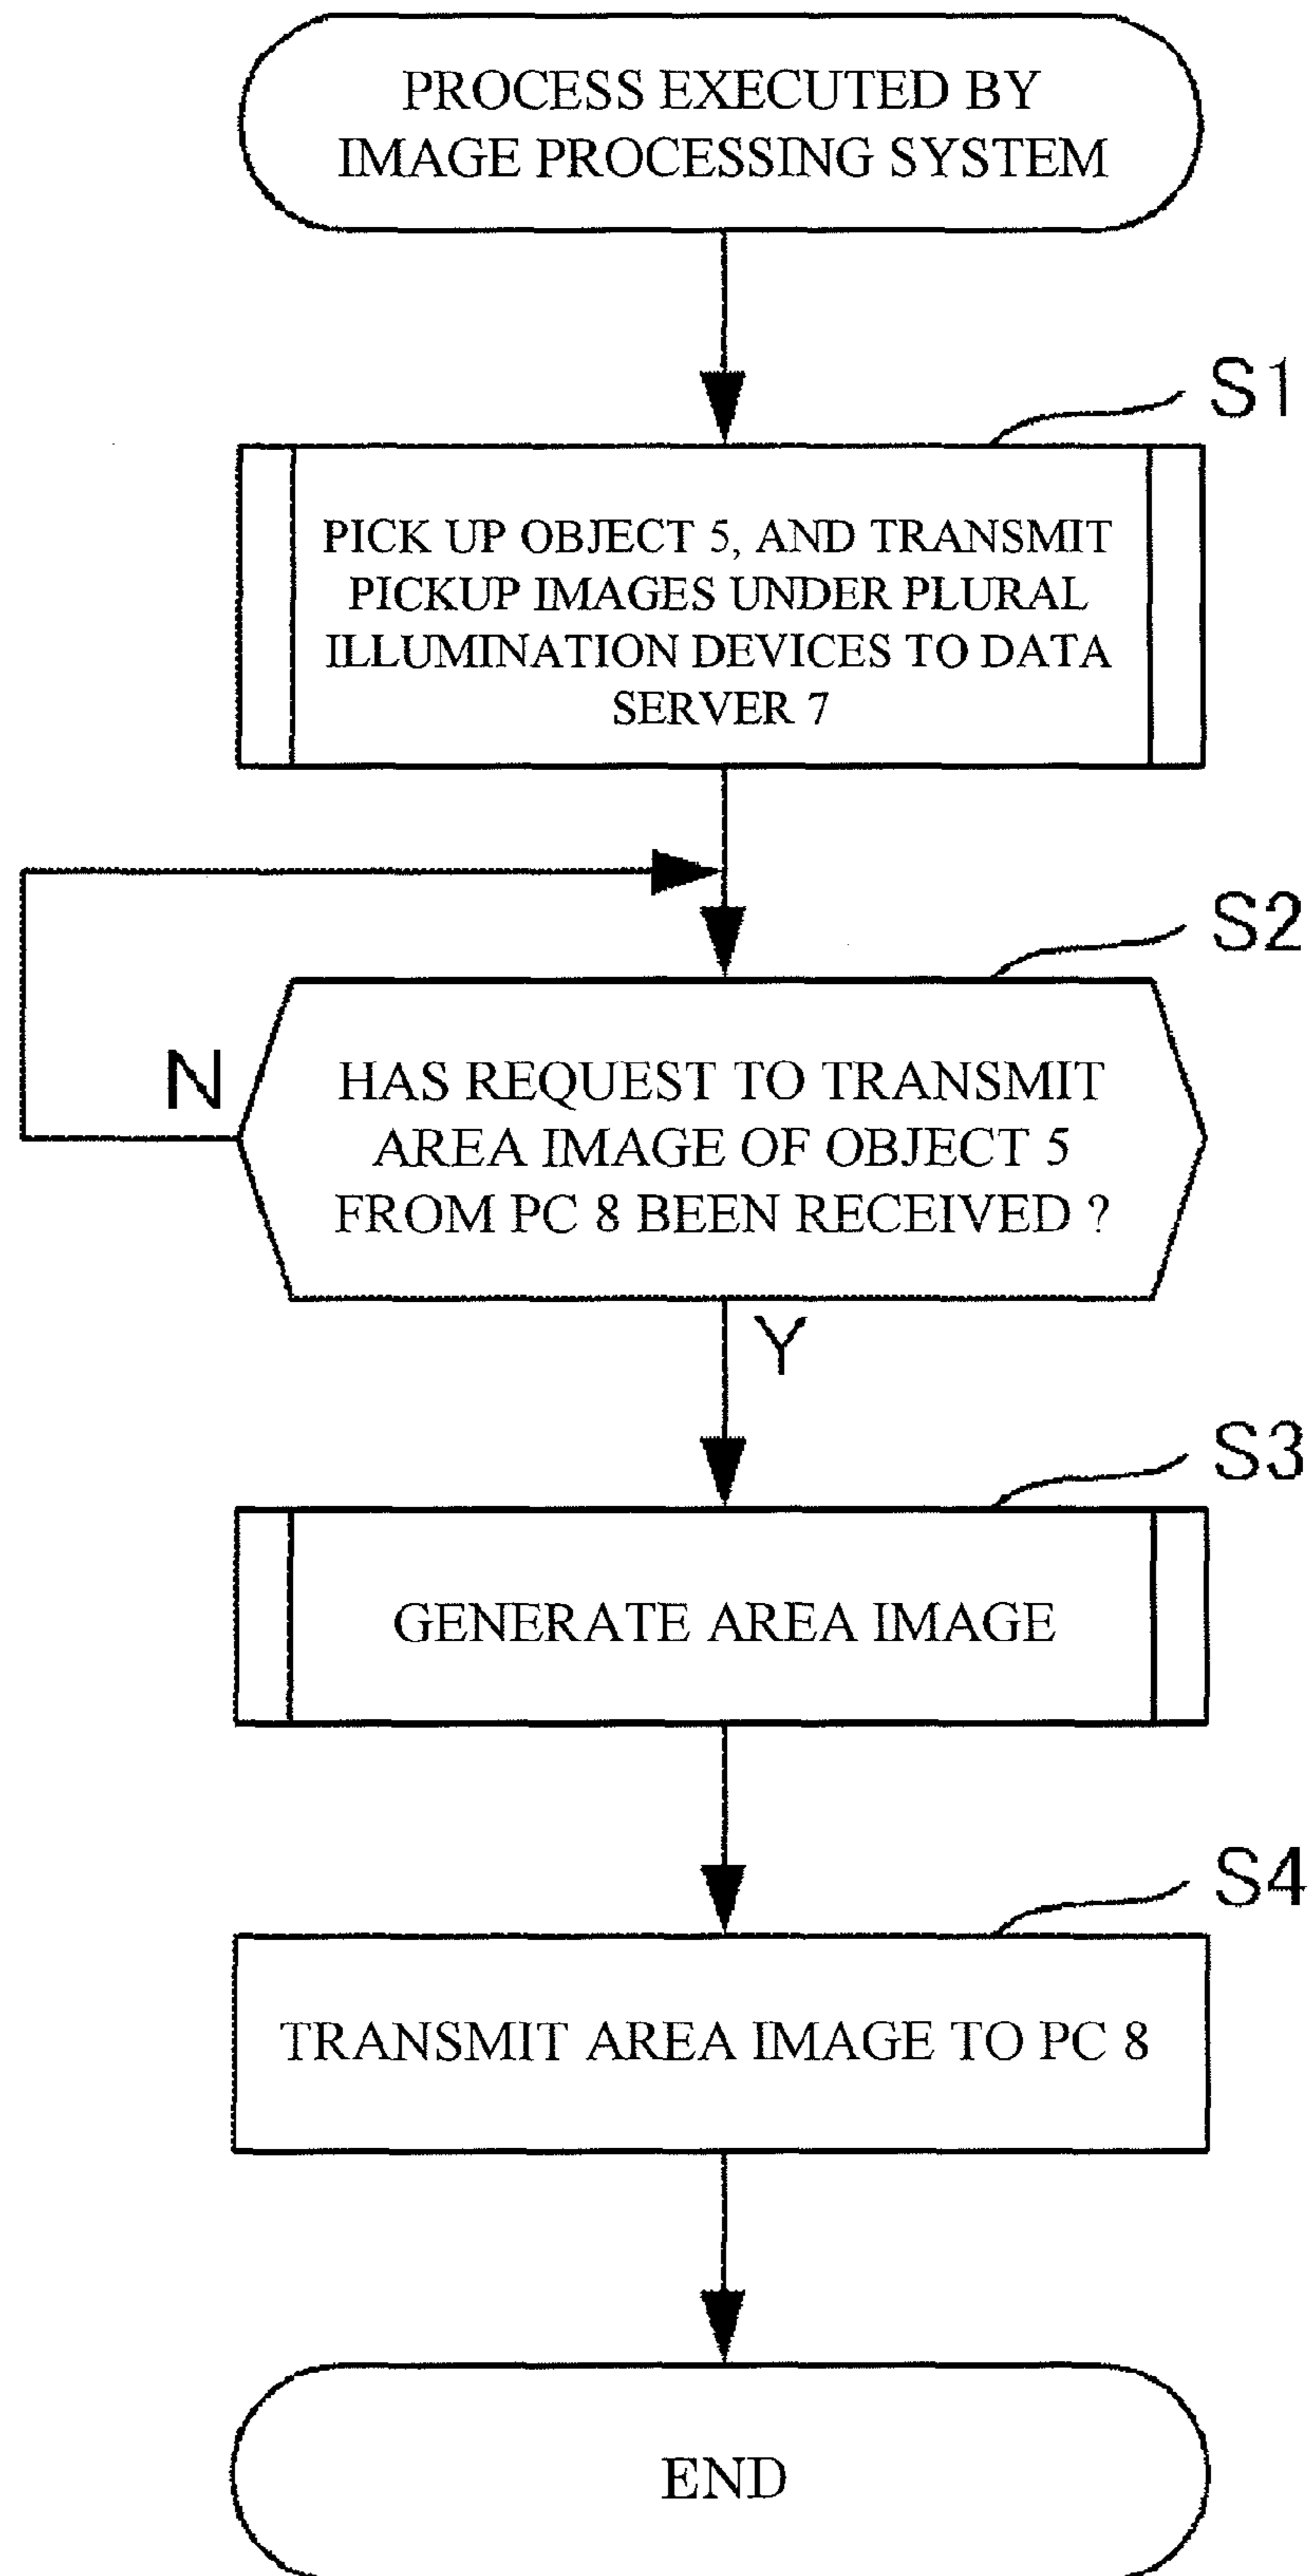 PROCESS EXECUTED BY
IMAGE PROCESSING SYSTEM
S1
PICK UP OBJECT 5, AND TRANSMIT
PICKUP IMAGES UNDER PLURAL
ILLUMINATION DEVICES TO DATA
SERVER 7
S2
N
HAS REQUEST TO TRANSMIT
AREA IMAGE OF OBJECT 5
FROM PC 8 BEEN RECEIVED ?
Y
S3
GENERATE AREA IMAGE
S4
TRANSMIT AREA IMAGE TO PC 8
END